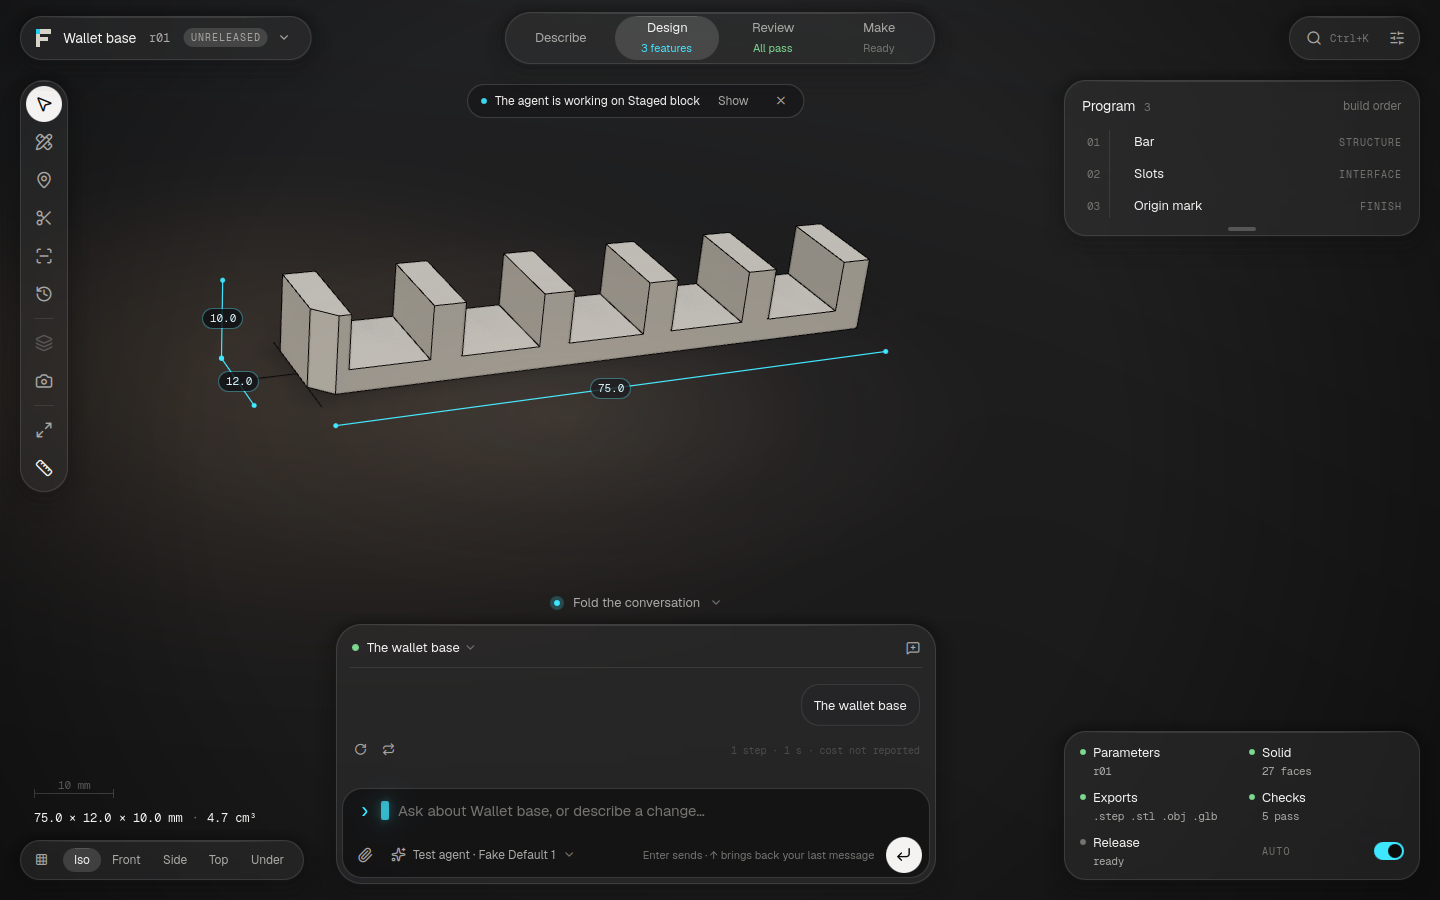 Wallet base r01 UNRELEASED
Describe
Design
3 features
Review
All pass
Make
Ready
Ctrl+K
The agent is working on Staged block Show
Program 3 build order
01 Bar STRUCTURE
02 Slots INTERFACE
03 Origin mark FINISH
10.0
12.0
75.0
Fold the conversation
The wallet base
The wallet base
1 step · 1 s · cost not reported
Ask about Wallet base, or describe a change…
Test agent · Fake Default 1
Enter sends · ↑ brings back your last message
10 mm
75.0 × 12.0 × 10.0 mm · 4.7 cm³
Iso Front Side Top Under
Parameters
r01
Solid
27 faces
Exports
.step .stl .obj .glb
Checks
5 pass
Release
ready
AUTO